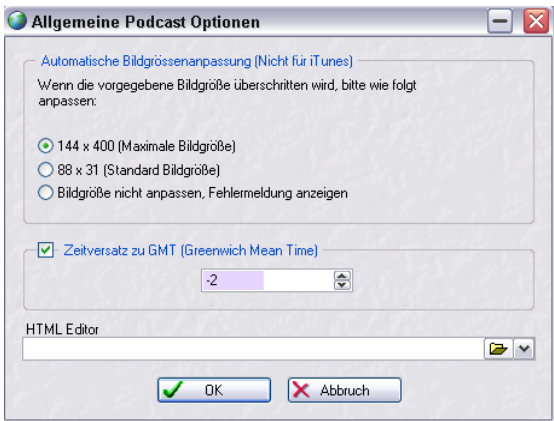 Allgemeine Podcast Optionen
Automatische Bildgrössenanpassung (Nicht für iTunes)
Wenn die vorgegebene Bildgröße überschritten wird, bitte wie folgt
anpassen:
144 x 400 (Maximale Bildgröße)
88 x 31 (Standard Bildgröße)
Bildgröße nicht anpassen, Fehlermeldung anzeigen
Zeitversatz zu GMT (Greenwich Mean Time)
-2
HTML Editor
OK
Abbruch